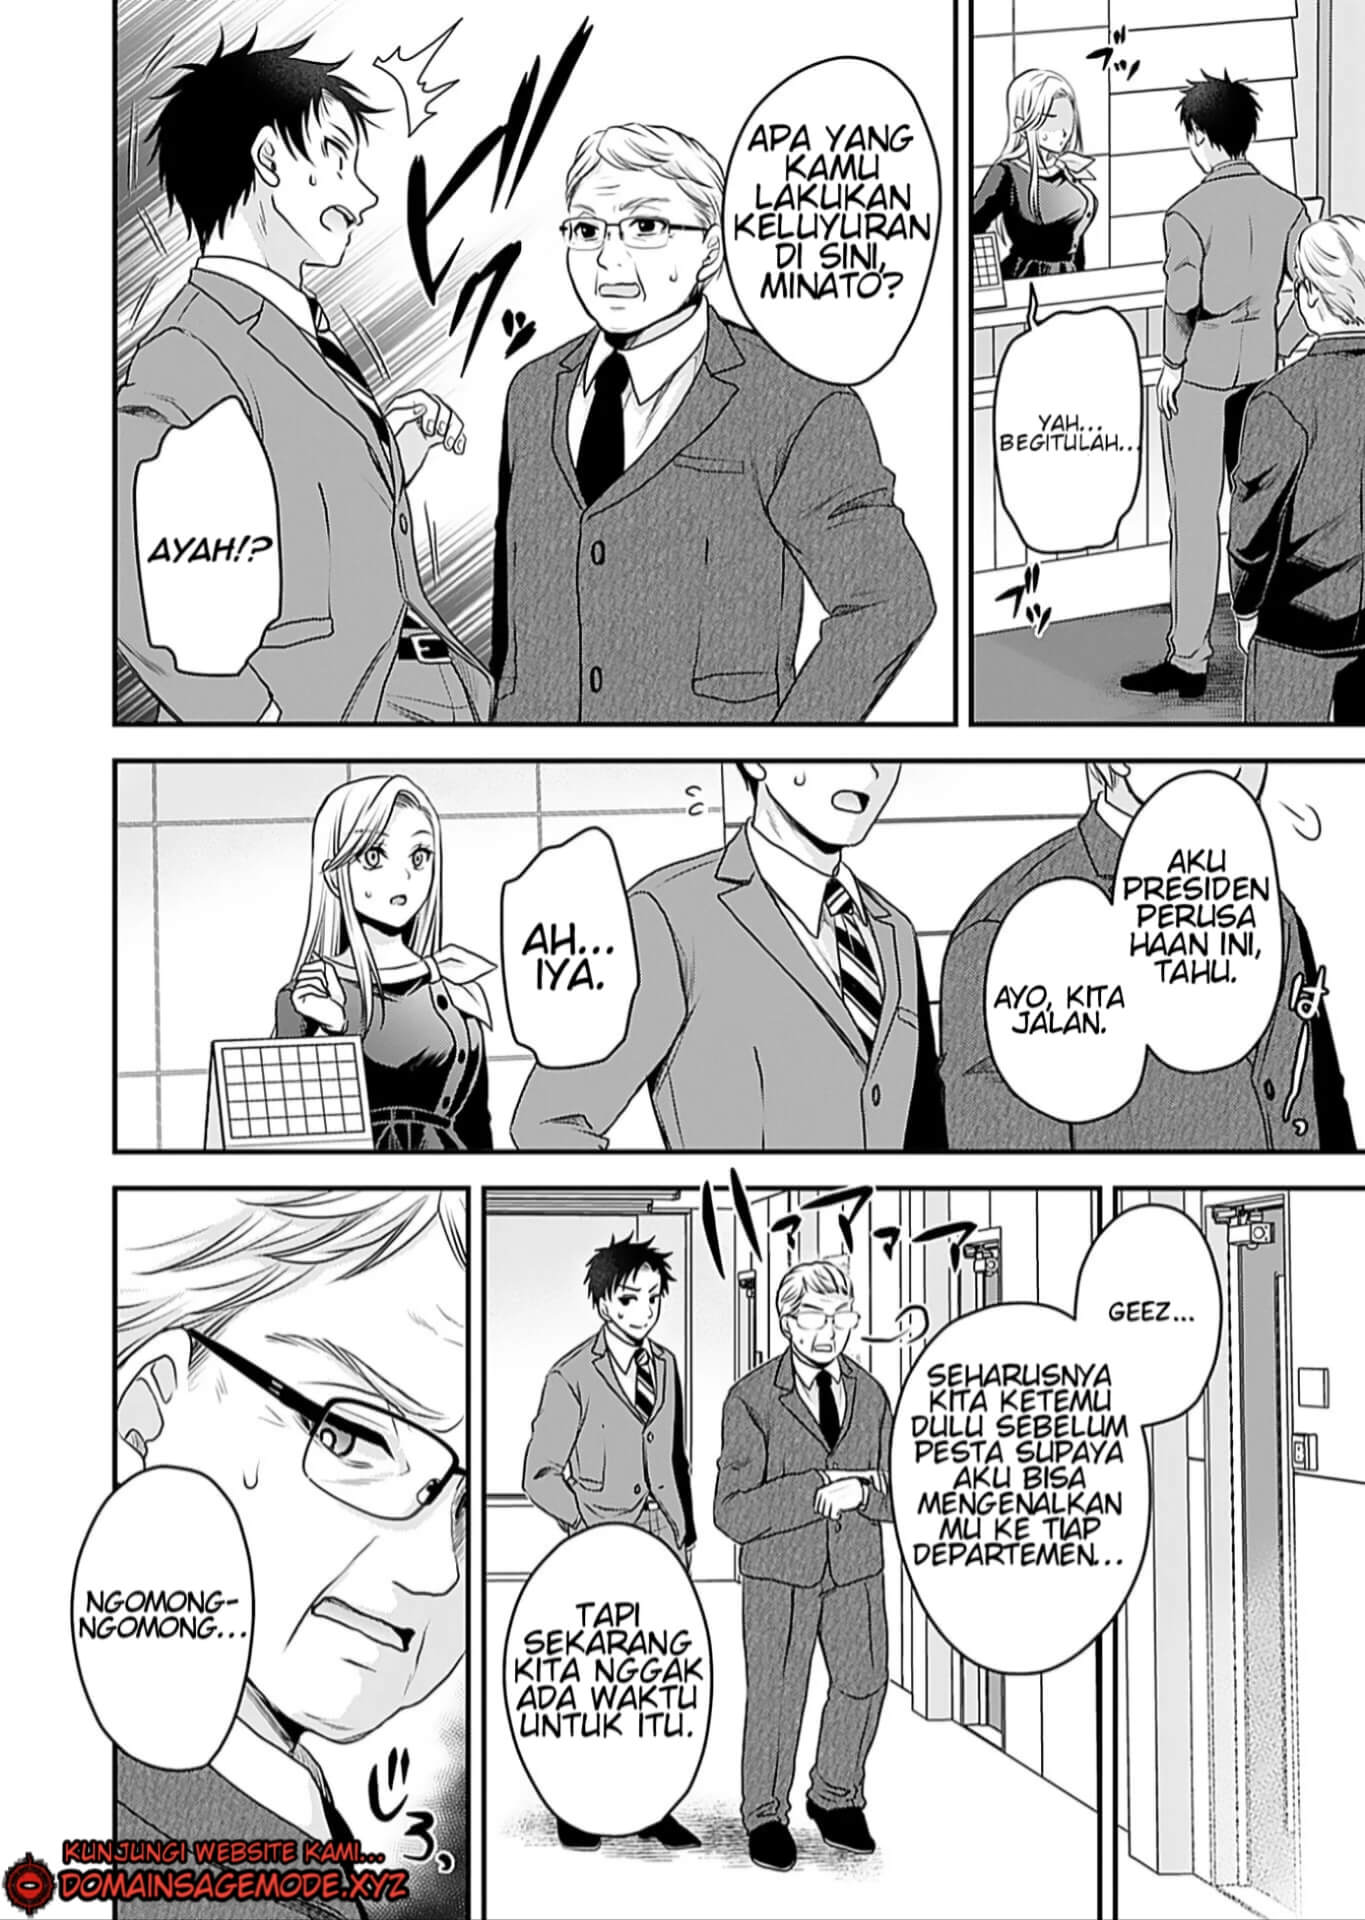 YAH...
BEGITULAH...
APA YANG
KAMU
LAKUKAN
KELUYURAN
DI SINI,
MINATO?
AYAH!?
AKU
PRESIDEN
PERUSA
HAAN INI,
TAHU.
AYO, KITA
JALAN.
AH...
IYA.
GEEZ...
SEHARUSNYA
KITA KETEMU
DULU SEBELUM
PESTA SUPAYA
AKU BISA
MENGENALKAN
MU KE TIAP
DEPARTEMEN...
TAPI
SEKARANG
KITA NGGAK
ADA WAKTU
UNTUK ITU.
NGOMONG-
NGOMONG...
じろ,
KUNJUNGI WEBSITE KAMI...
DOMAINSAGEMODE.XYZ